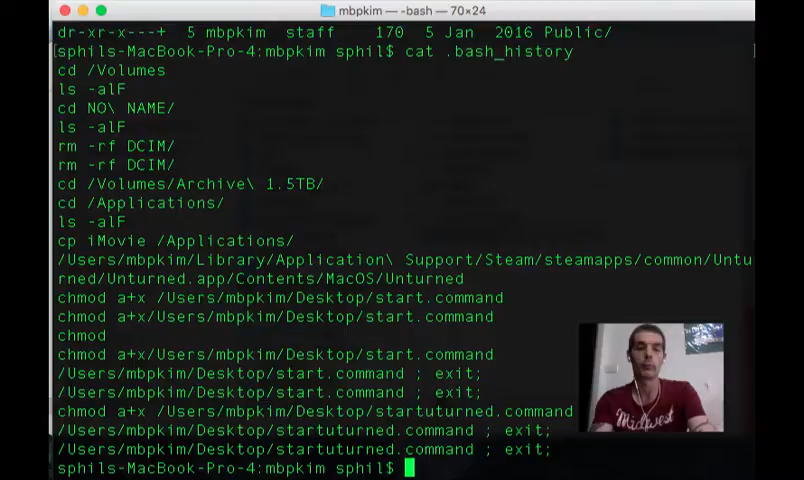 mbpkim — -bash — 70×24
dr-xr-x---+ 5 mbpkim staff 170 5 Jan 2016 Public/
[sphils-MacBook-Pro-4:mbpkim sphil$ cat .bash_history ]
cd /Volumes
ls -alF
cd NO\ NAME/
ls -alF
rm -rf DCIM/
rm -rf DCIM/
cd /Volumes/Archive\ 1.5TB/
cd /Applications/
ls -alF
cp iMovie /Applications/
/Users/mbpkim/Library/Application\ Support/Steam/steamapps/common/Untu
rned/Unturned.app/Contents/MacOS/Unturned
chmod a+x /Users/mbpkim/Desktop/start.command
chmod a+x/Users/mbpkim/Desktop/start.command
chmod
chmod a+x/Users/mbpkim/Desktop/start.command
/Users/mbpkim/Desktop/start.command ; exit;
/Users/mbpkim/Desktop/start.command ; exit;
chmod a+x /Users/mbpkim/Desktop/startuturned.command
/Users/mbpkim/Desktop/startuturned.command ; exit;
/Users/mbpkim/Desktop/startuturned.command ; exit;
sphils-MacBook-Pro-4:mbpkim sphil$
Midwest